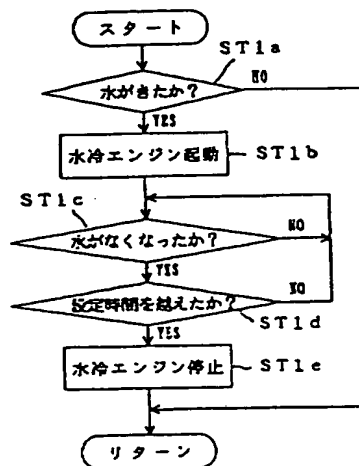 スタート
ST1a
水がきたか?
NO
YES
水冷エンジン起動
ST1b
ST1c
水がなくなったか?
NO
YES
設定時間を越えたか?
NO
ST1d
YES
水冷エンジン停止
ST1e
リターン